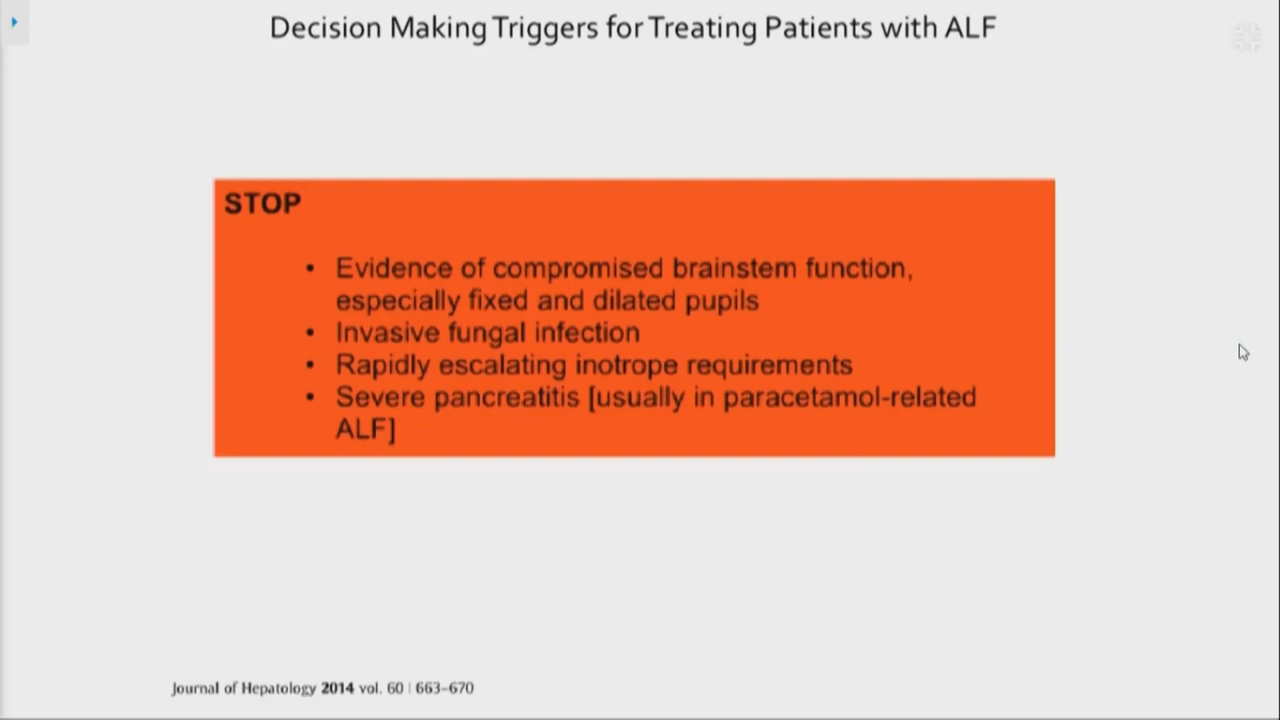 Decision Making Triggers for Treating Patients with ALF
STOP
• Evidence of compromised brainstem function,
especially fixed and dilated pupils
• Invasive fungal infection
• Rapidly escalating inotrope requirements
• Severe pancreatitis [usually in paracetamol-related
ALF]
Journal of Hepatology 2014 vol. 60 | 663–670